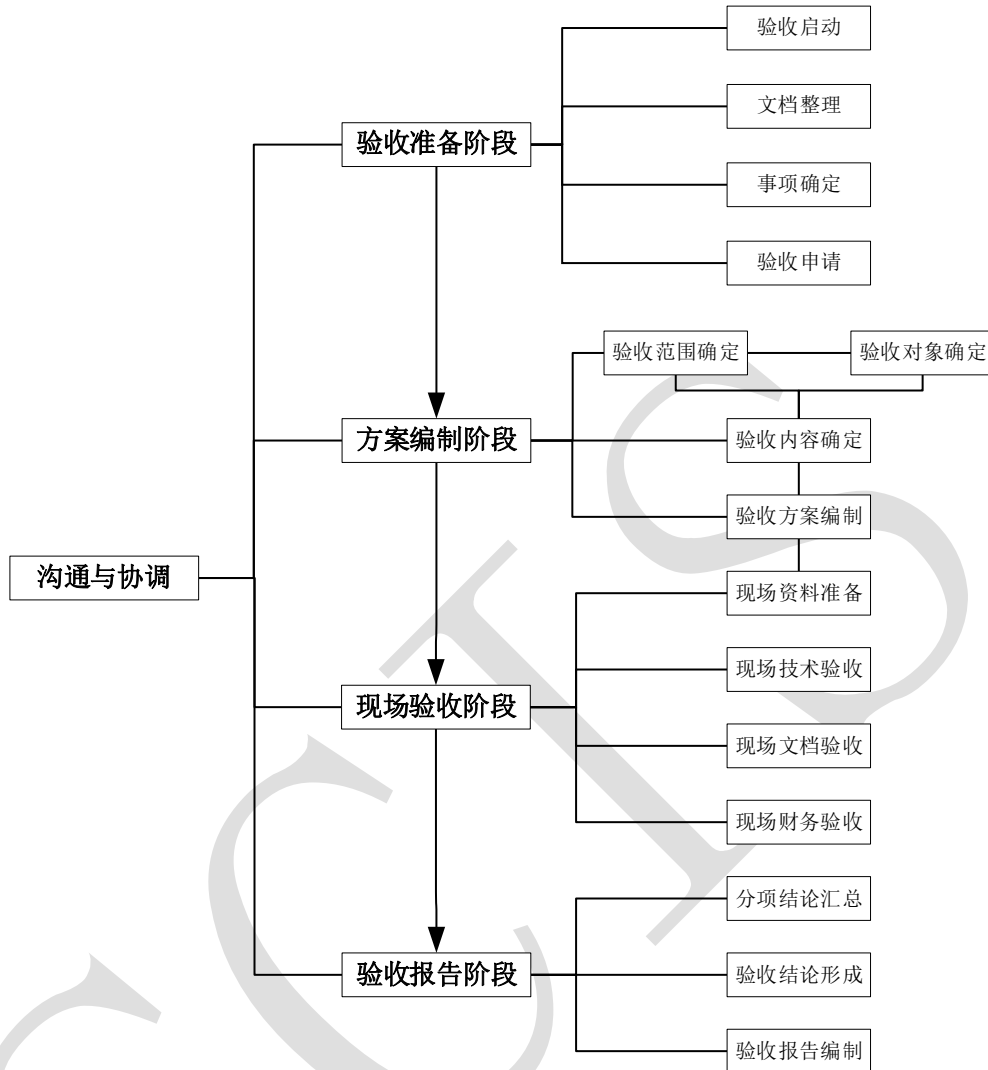 验收启动
文档整理
验收准备阶段
事项确定
验收申请
验收范围确定
验收对象确定
方案编制阶段
验收内容确定
验收方案编制
沟通与协调
现场资料准备
现场技术验收
现场验收阶段
现场文档验收
现场财务验收
分项结论汇总
验收报告阶段
验收结论形成
验收报告编制
CCIS